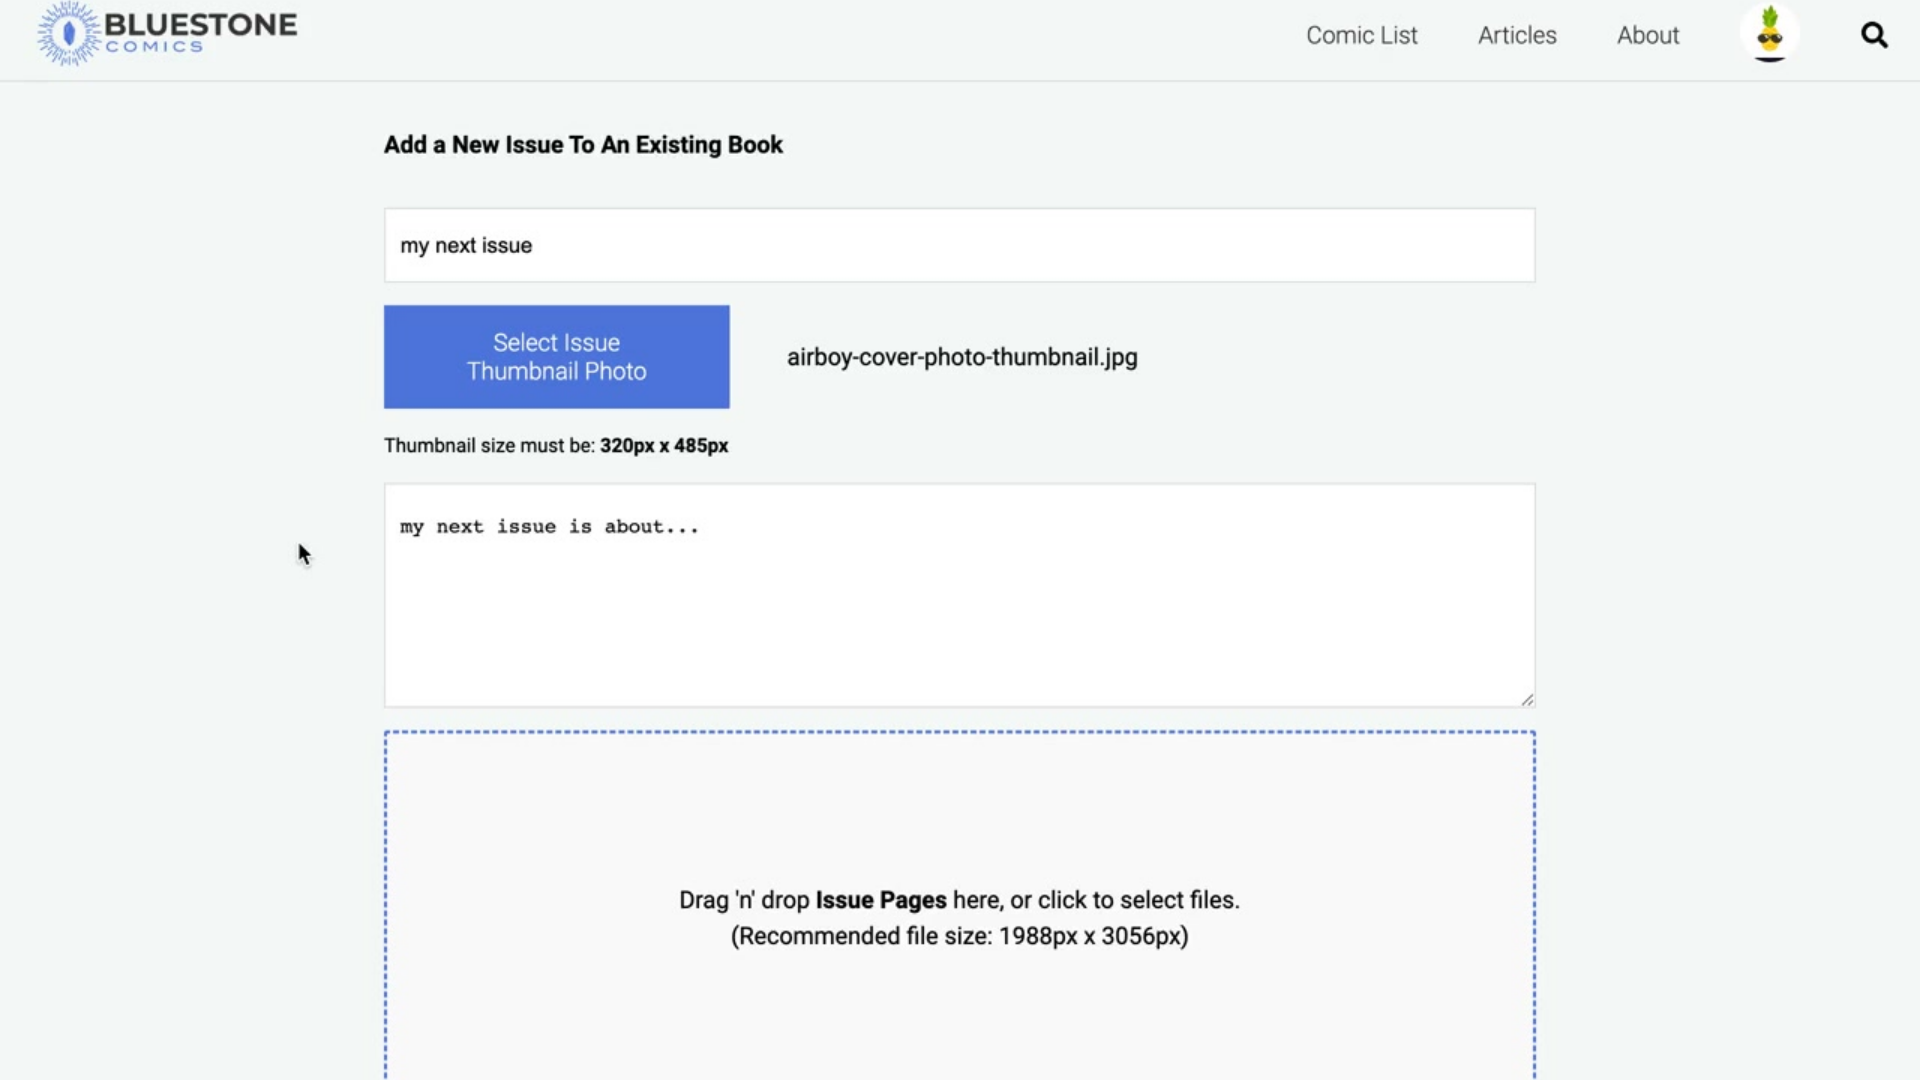 BLUESTONE
COMICS
Comic List
Articles
About
Add a New Issue To An Existing Book
my next issue
Select Issue
Thumbnail Photo
airboy-cover-photo-thumbnail.jpg
Thumbnail size must be: 320px x 485px
my next issue is about...
Drag 'n' drop Issue Pages here, or click to select files.
(Recommended file size: 1988px x 3056px)